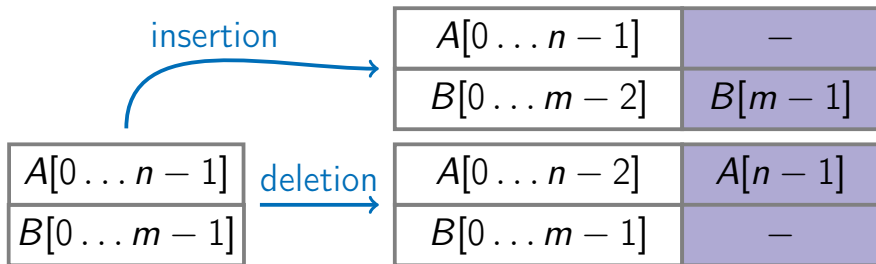 insertion
A[0 … n − 1] −
B[0 … m − 2] B[m − 1]
A[0 … n − 1]
B[0 … m − 1]
deletion
A[0 … n − 2] A[n − 1]
B[0 … m − 1] −